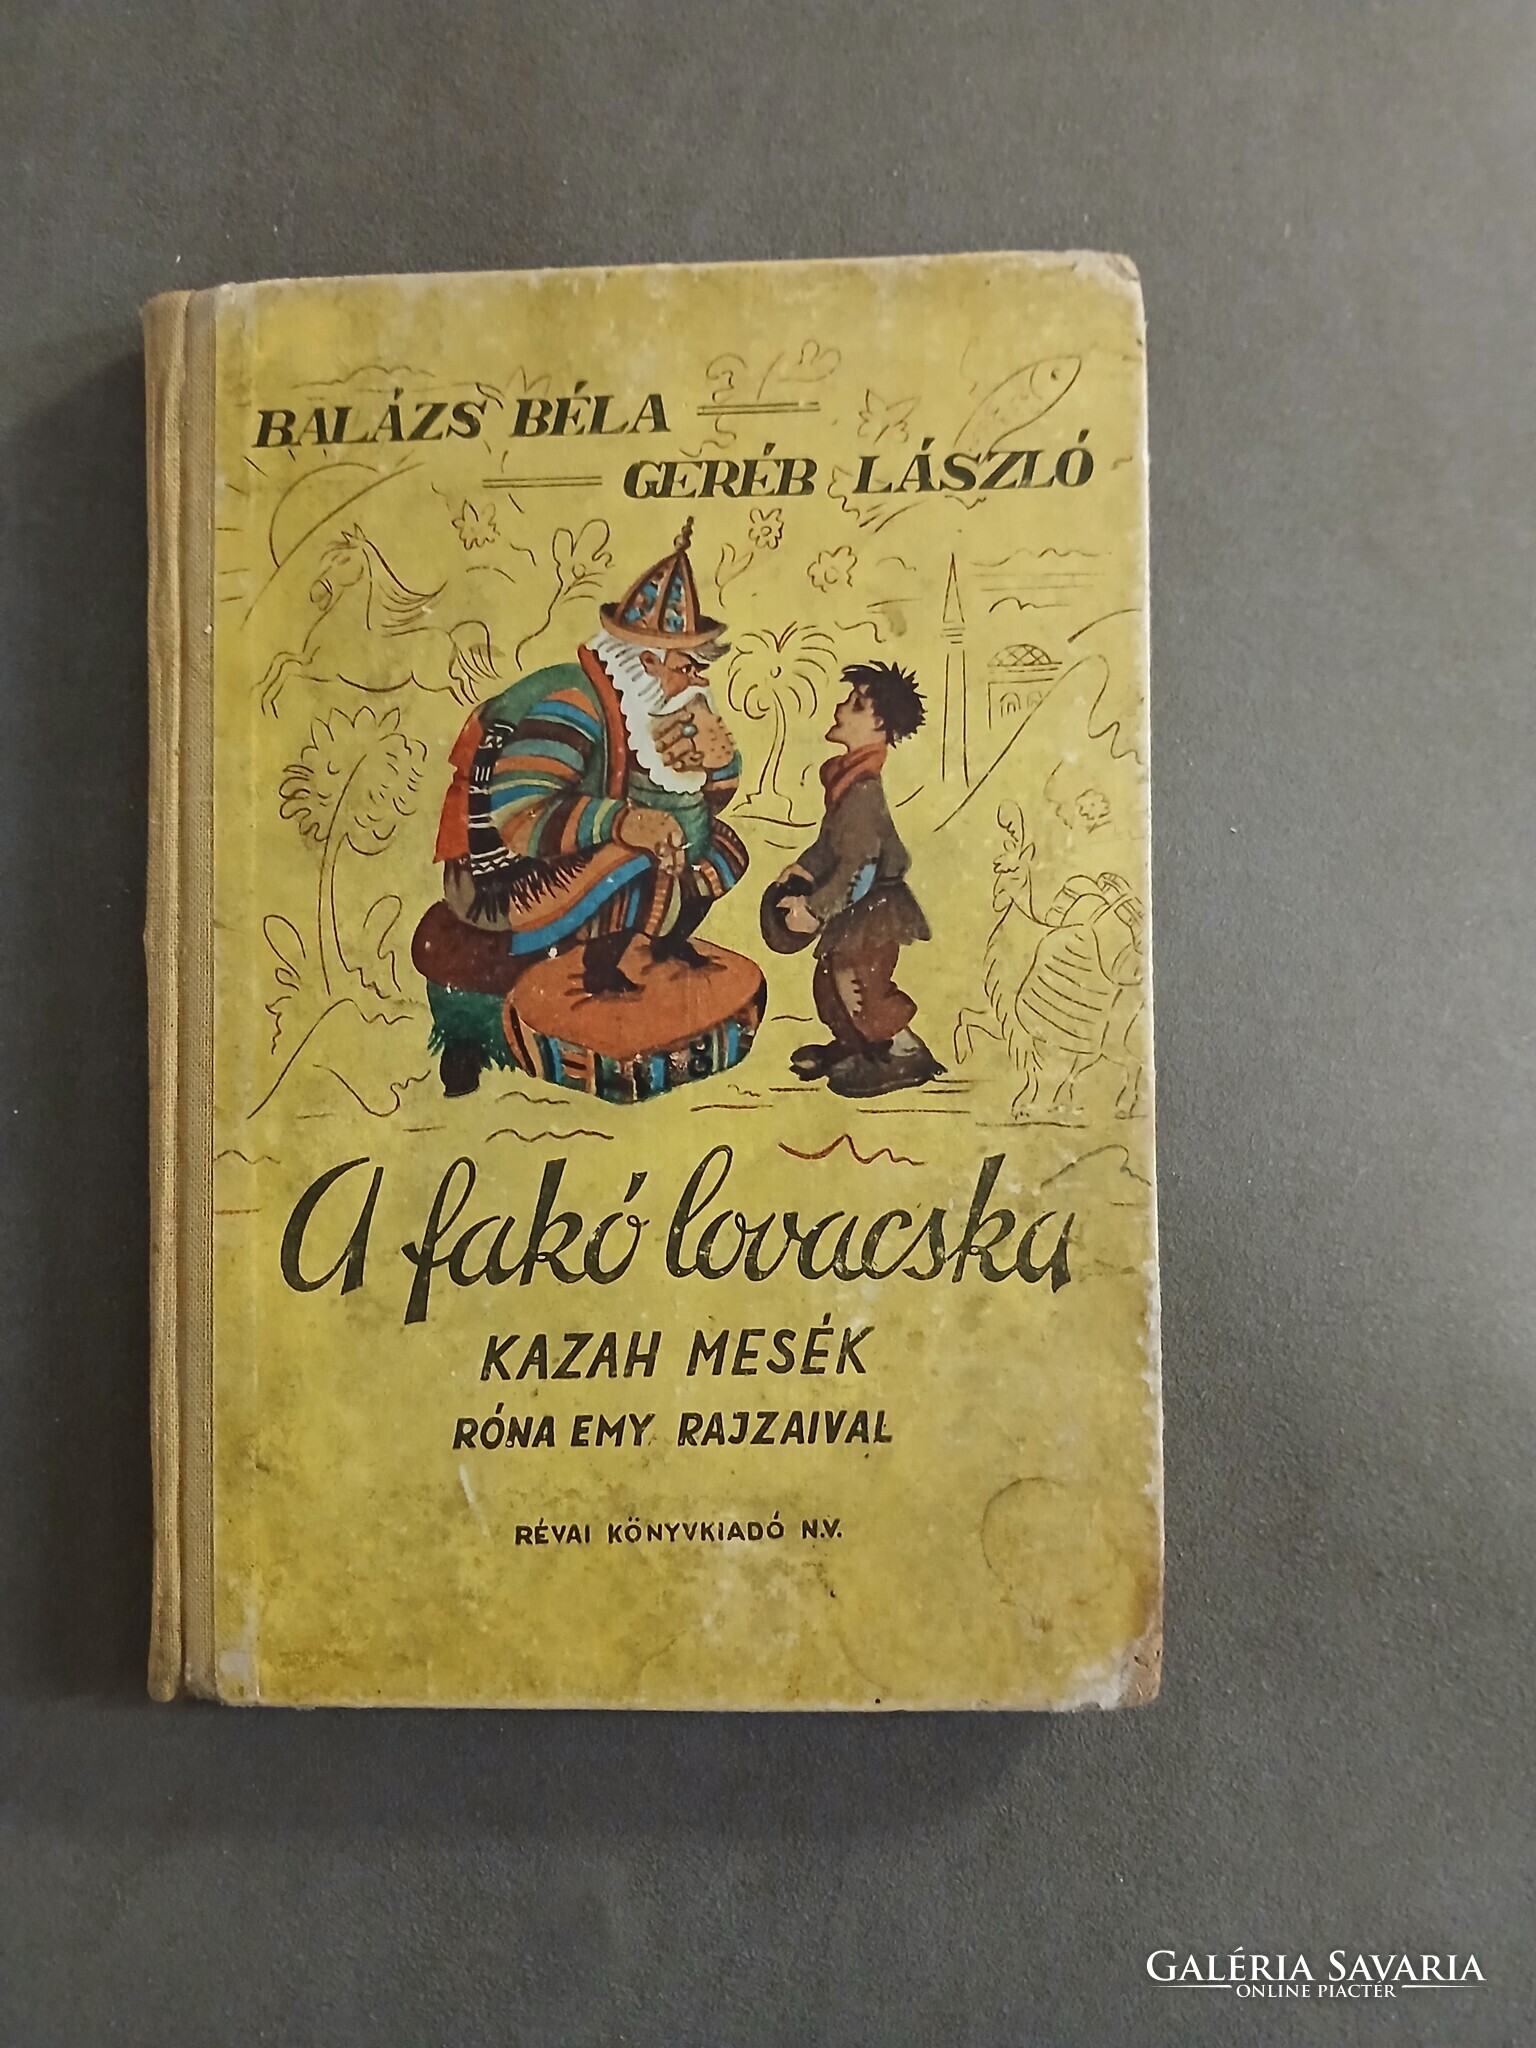 BALÁZS BÉLA
GERÉB LÁSZLÓ
A fakó lovacska
KAZAH MESÉK
RÓNA EMY RAJZAIVAL
RÉVAI KÖNYVKIADÓ N.V.
GALÉRIA SAVARIA
ONLINE PIACTÉR